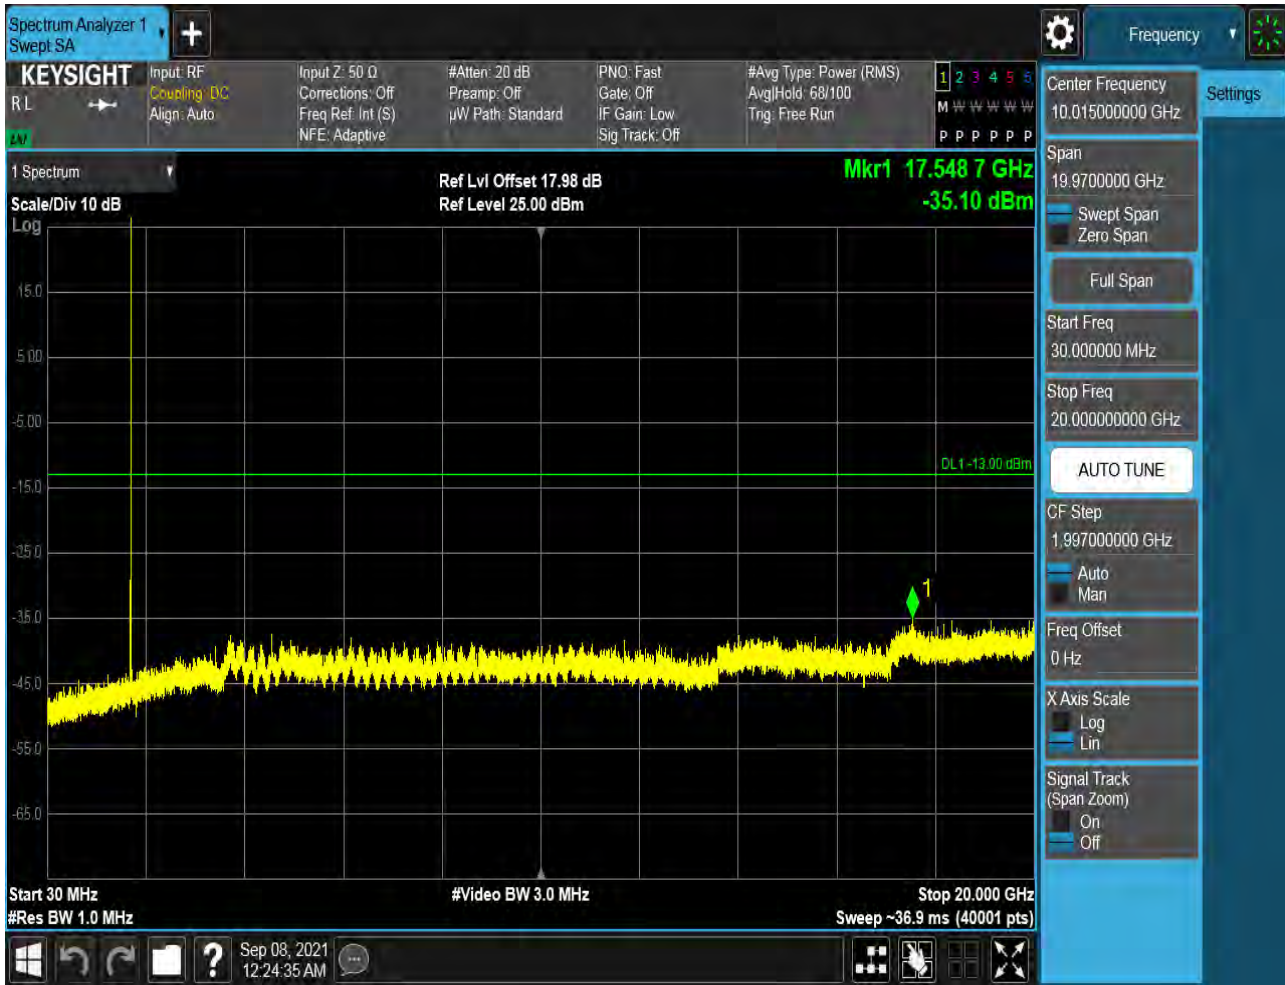 Spectrum Analyzer 1
Swept SA
Frequency
KEYSIGHT
R L
LNI
Input: RF
Coupling: DC
Align: Auto
Input Z: 50 Ω
Corrections: Off
Freq Ref: Int (S)
NFE: Adaptive
#Atten: 20 dB
Preamp: Off
µW Path: Standard
PNO: Fast
Gate: Off
IF Gain: Low
Sig Track: Off
#Avg Type: Power (RMS)
Avg|Hold: 68/100
Trig: Free Run
1 2 3 4 5 6
M W W W W W
P P P P P P
1 Spectrum
Scale/Div 10 dB
Log
Ref Lvl Offset 17.98 dB
Ref Level 25.00 dBm
Mkr1 17.548 7 GHz
-35.10 dBm
15.0
5.00
-5.00
-15.0
-25.0
-35.0
-45.0
-55.0
-65.0
DL1 -13.00 dBm
1
Start 30 MHz
#Res BW 1.0 MHz
#Video BW 3.0 MHz
Stop 20.000 GHz
Sweep ~36.9 ms (40001 pts)
Center Frequency
10.015000000 GHz
Span
19.9700000 GHz
Swept Span
Zero Span
Full Span
Start Freq
30.000000 MHz
Stop Freq
20.000000000 GHz
AUTO TUNE
CF Step
1.997000000 GHz
Auto
Man
Freq Offset
0 Hz
X Axis Scale
Log
Lin
Signal Track
(Span Zoom)
On
Off
Settings
?
Sep 08, 2021
12:24:35 AM